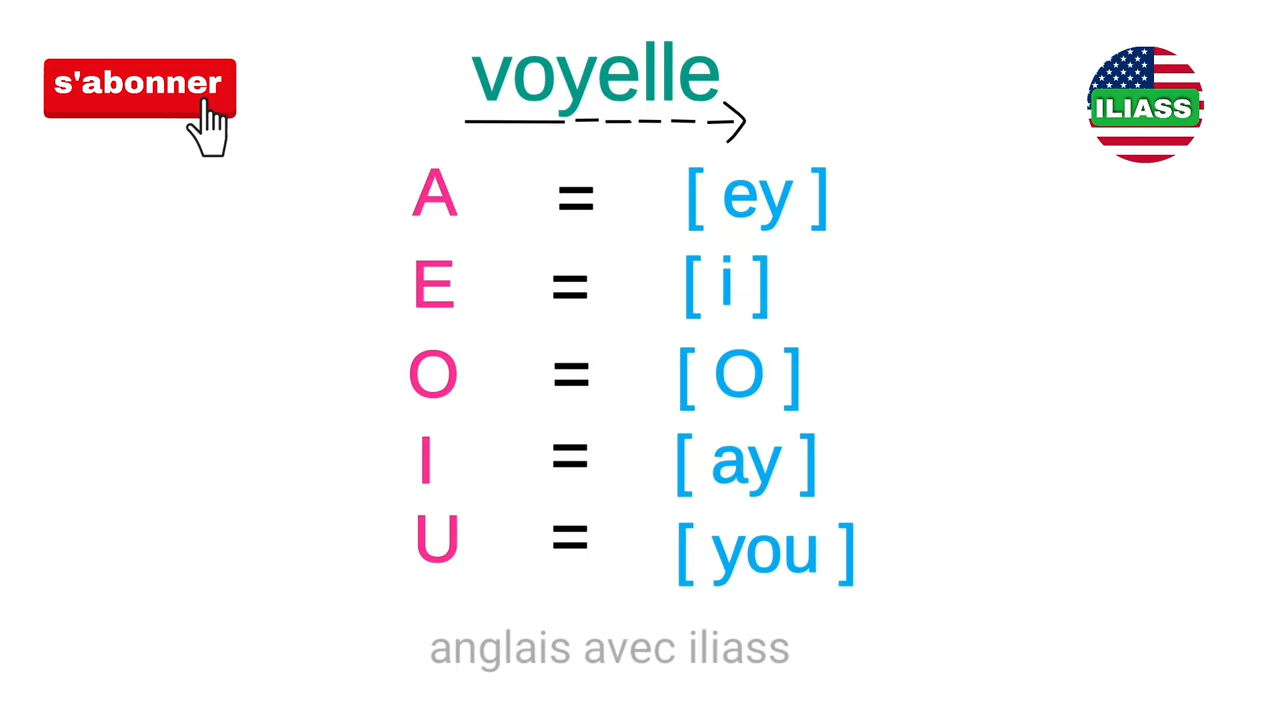 s'abonner
voyelle
ILIASS
A = [ ey ]
E = [ i ]
O = [ O ]
I = [ ay ]
U = [ you ]
anglais avec iliass